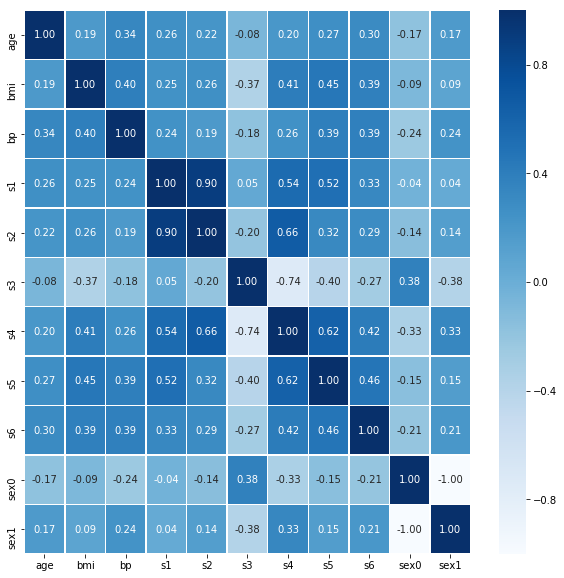 age 1.00 0.19 0.34 0.26 0.22 -0.08 0.20 0.27 0.30 -0.17 0.17
bmi 0.19 1.00 0.40 0.25 0.26 -0.37 0.41 0.45 0.39 -0.09 0.09
bp 0.34 0.40 1.00 0.24 0.19 -0.18 0.26 0.39 0.39 -0.24 0.24
s1 0.26 0.25 0.24 1.00 0.90 0.05 0.54 0.52 0.33 -0.04 0.04
s2 0.22 0.26 0.19 0.90 1.00 -0.20 0.66 0.32 0.29 -0.14 0.14
s3 -0.08 -0.37 -0.18 0.05 -0.20 1.00 -0.74 -0.40 -0.27 0.38 -0.38
s4 0.20 0.41 0.26 0.54 0.66 -0.74 1.00 0.62 0.42 -0.33 0.33
s5 0.27 0.45 0.39 0.52 0.32 -0.40 0.62 1.00 0.46 -0.15 0.15
s6 0.30 0.39 0.39 0.33 0.29 -0.27 0.42 0.46 1.00 -0.21 0.21
sex0 -0.17 -0.09 -0.24 -0.04 -0.14 0.38 -0.33 -0.15 -0.21 1.00 -1.00
sex1 0.17 0.09 0.24 0.04 0.14 -0.38 0.33 0.15 0.21 -1.00 1.00
age bmi bp s1 s2 s3 s4 s5 s6 sex0 sex1
0.8
0.4
0.0
−0.4
−0.8